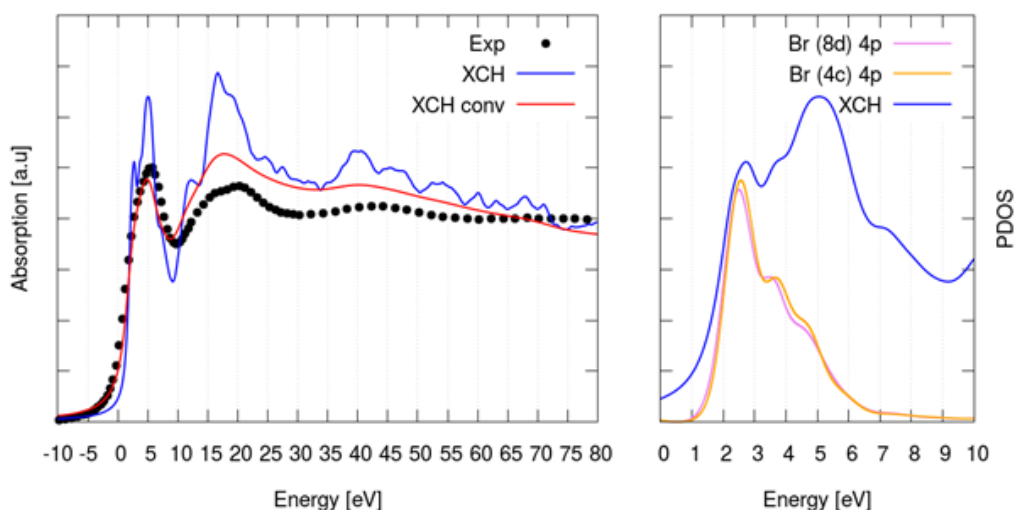 Exp
XCH
XCH conv
Absorption [a.u]
-10 -5 0 5 10 15 20 25 30 35 40 45 50 55 60 65 70 75 80
Energy [eV]
Br (8d) 4p
Br (4c) 4p
XCH
PDOS
0 1 2 3 4 5 6 7 8 9 10
Energy [eV]